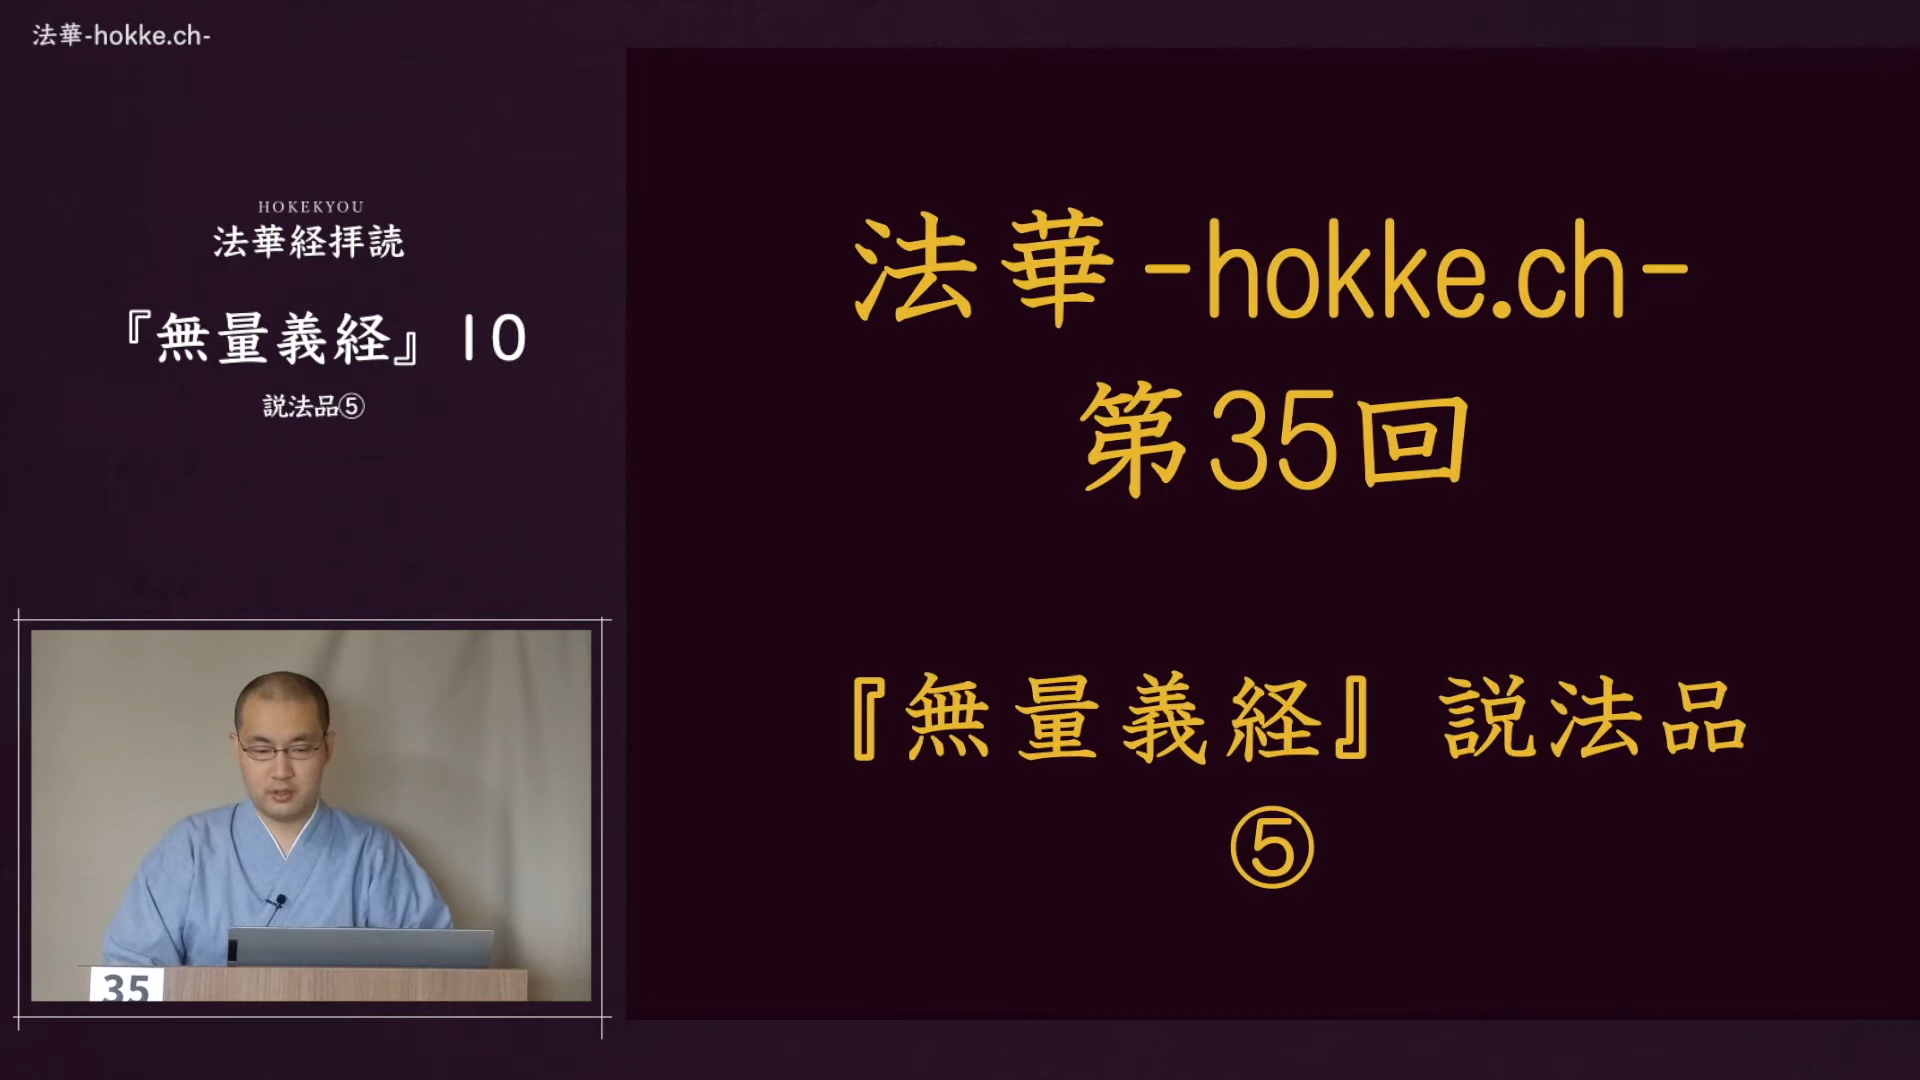 法華-hokke.ch-
HOKEKYOU
法華経拝読
『無量義経』10
説法品⑤
35
法華-hokke.ch-
第35回
『無量義経』説法品
⑤